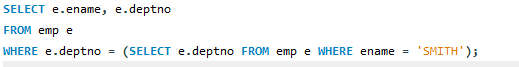 SELECT e.ename, e.deptno
FROM emp e
WHERE e.deptno = (SELECT e.deptno FROM emp e WHERE ename = 'SMITH');